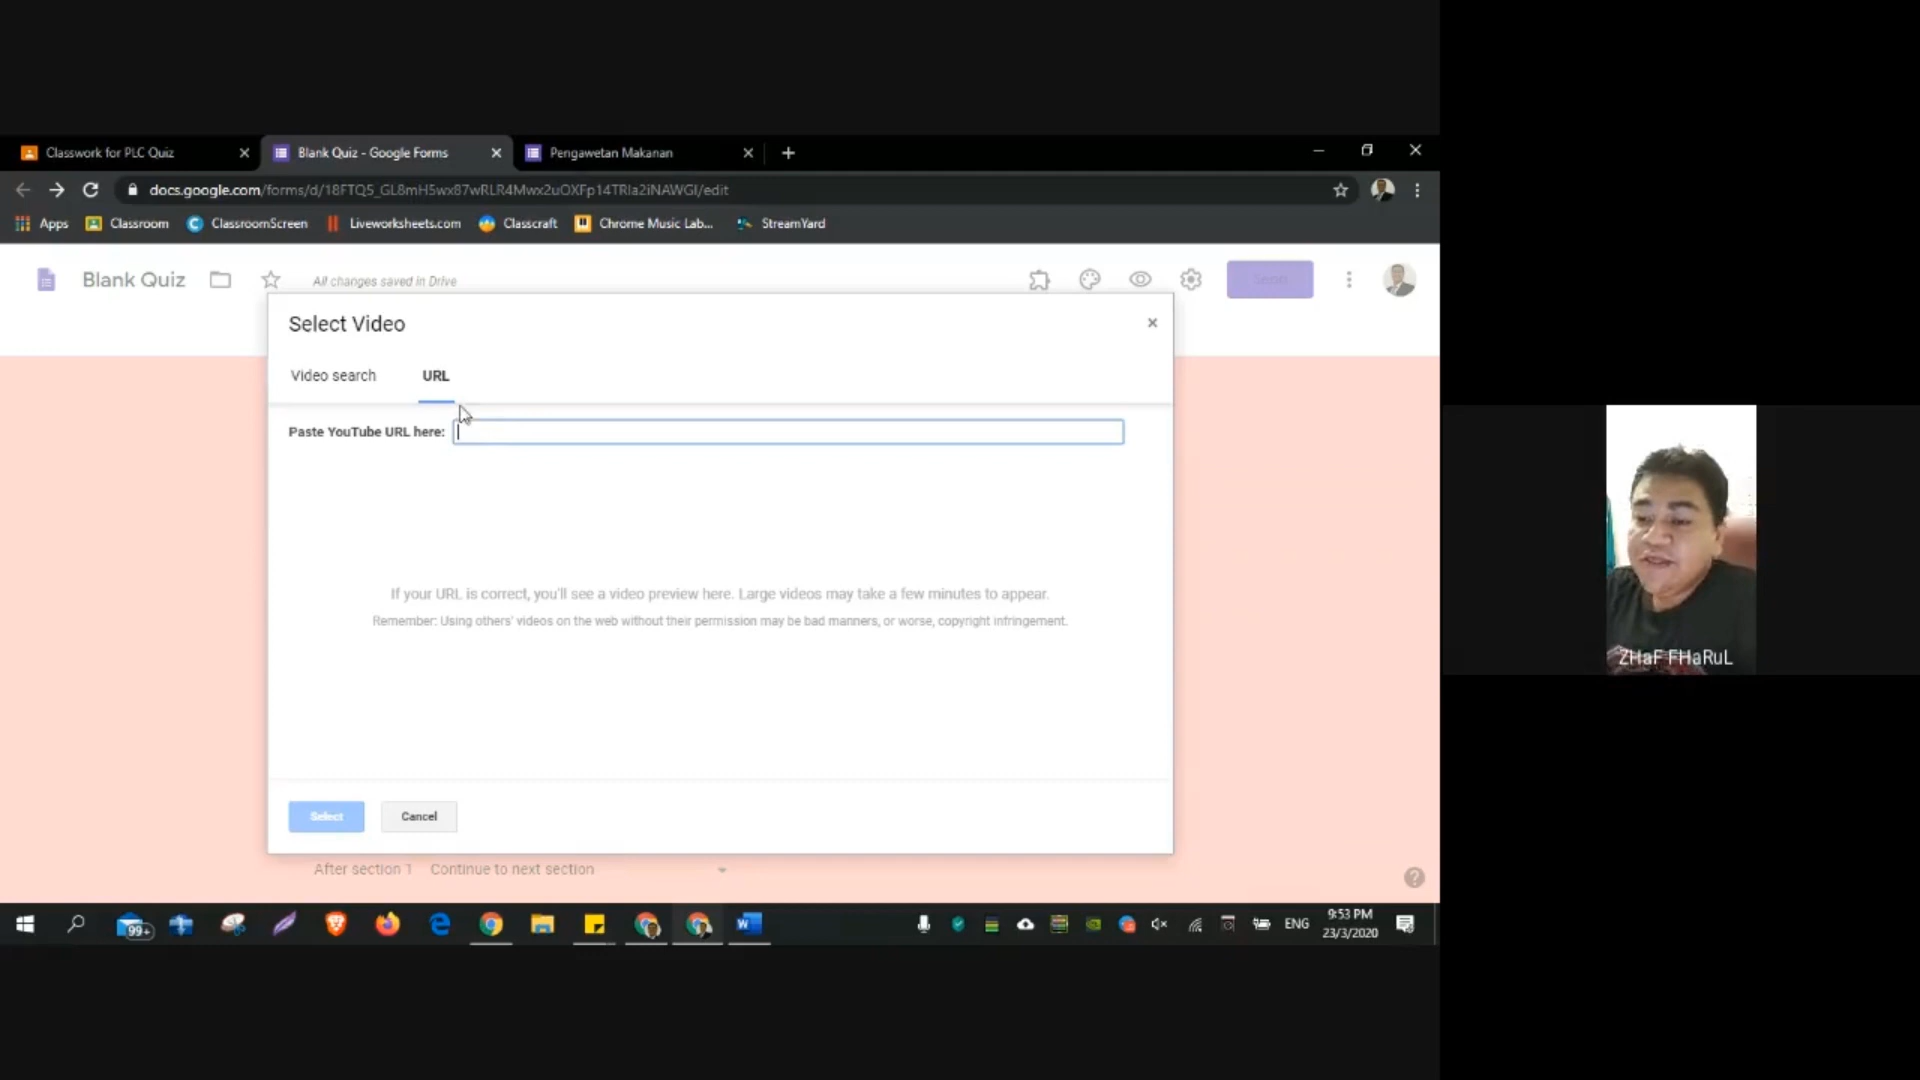 Classwork for PLC Quiz
Blank Quiz - Google Forms
Pengawetan Makanan
docs.google.com/forms/d/18FTQ5_GL8mH5wx87wRLR4Mwx2uOXFp14TRla2iNAWGI/edit
Apps
Classroom
ClassroomScreen
Liveworksheets.com
Classcraft
Chrome Music Lab...
StreamYard
Blank Quiz
All changes saved in Drive
Send
Select Video
Video search
URL
Paste YouTube URL here:
If your URL is correct, you'll see a video preview here. Large videos may take a few minutes to appear.
Remember: Using others' videos on the web without their permission may be bad manners, or worse, copyright infringement.
Select
Cancel
After section 1 Continue to next section
ZHaF FHaRuL
99+
ENG
9:53 PM
23/3/2020